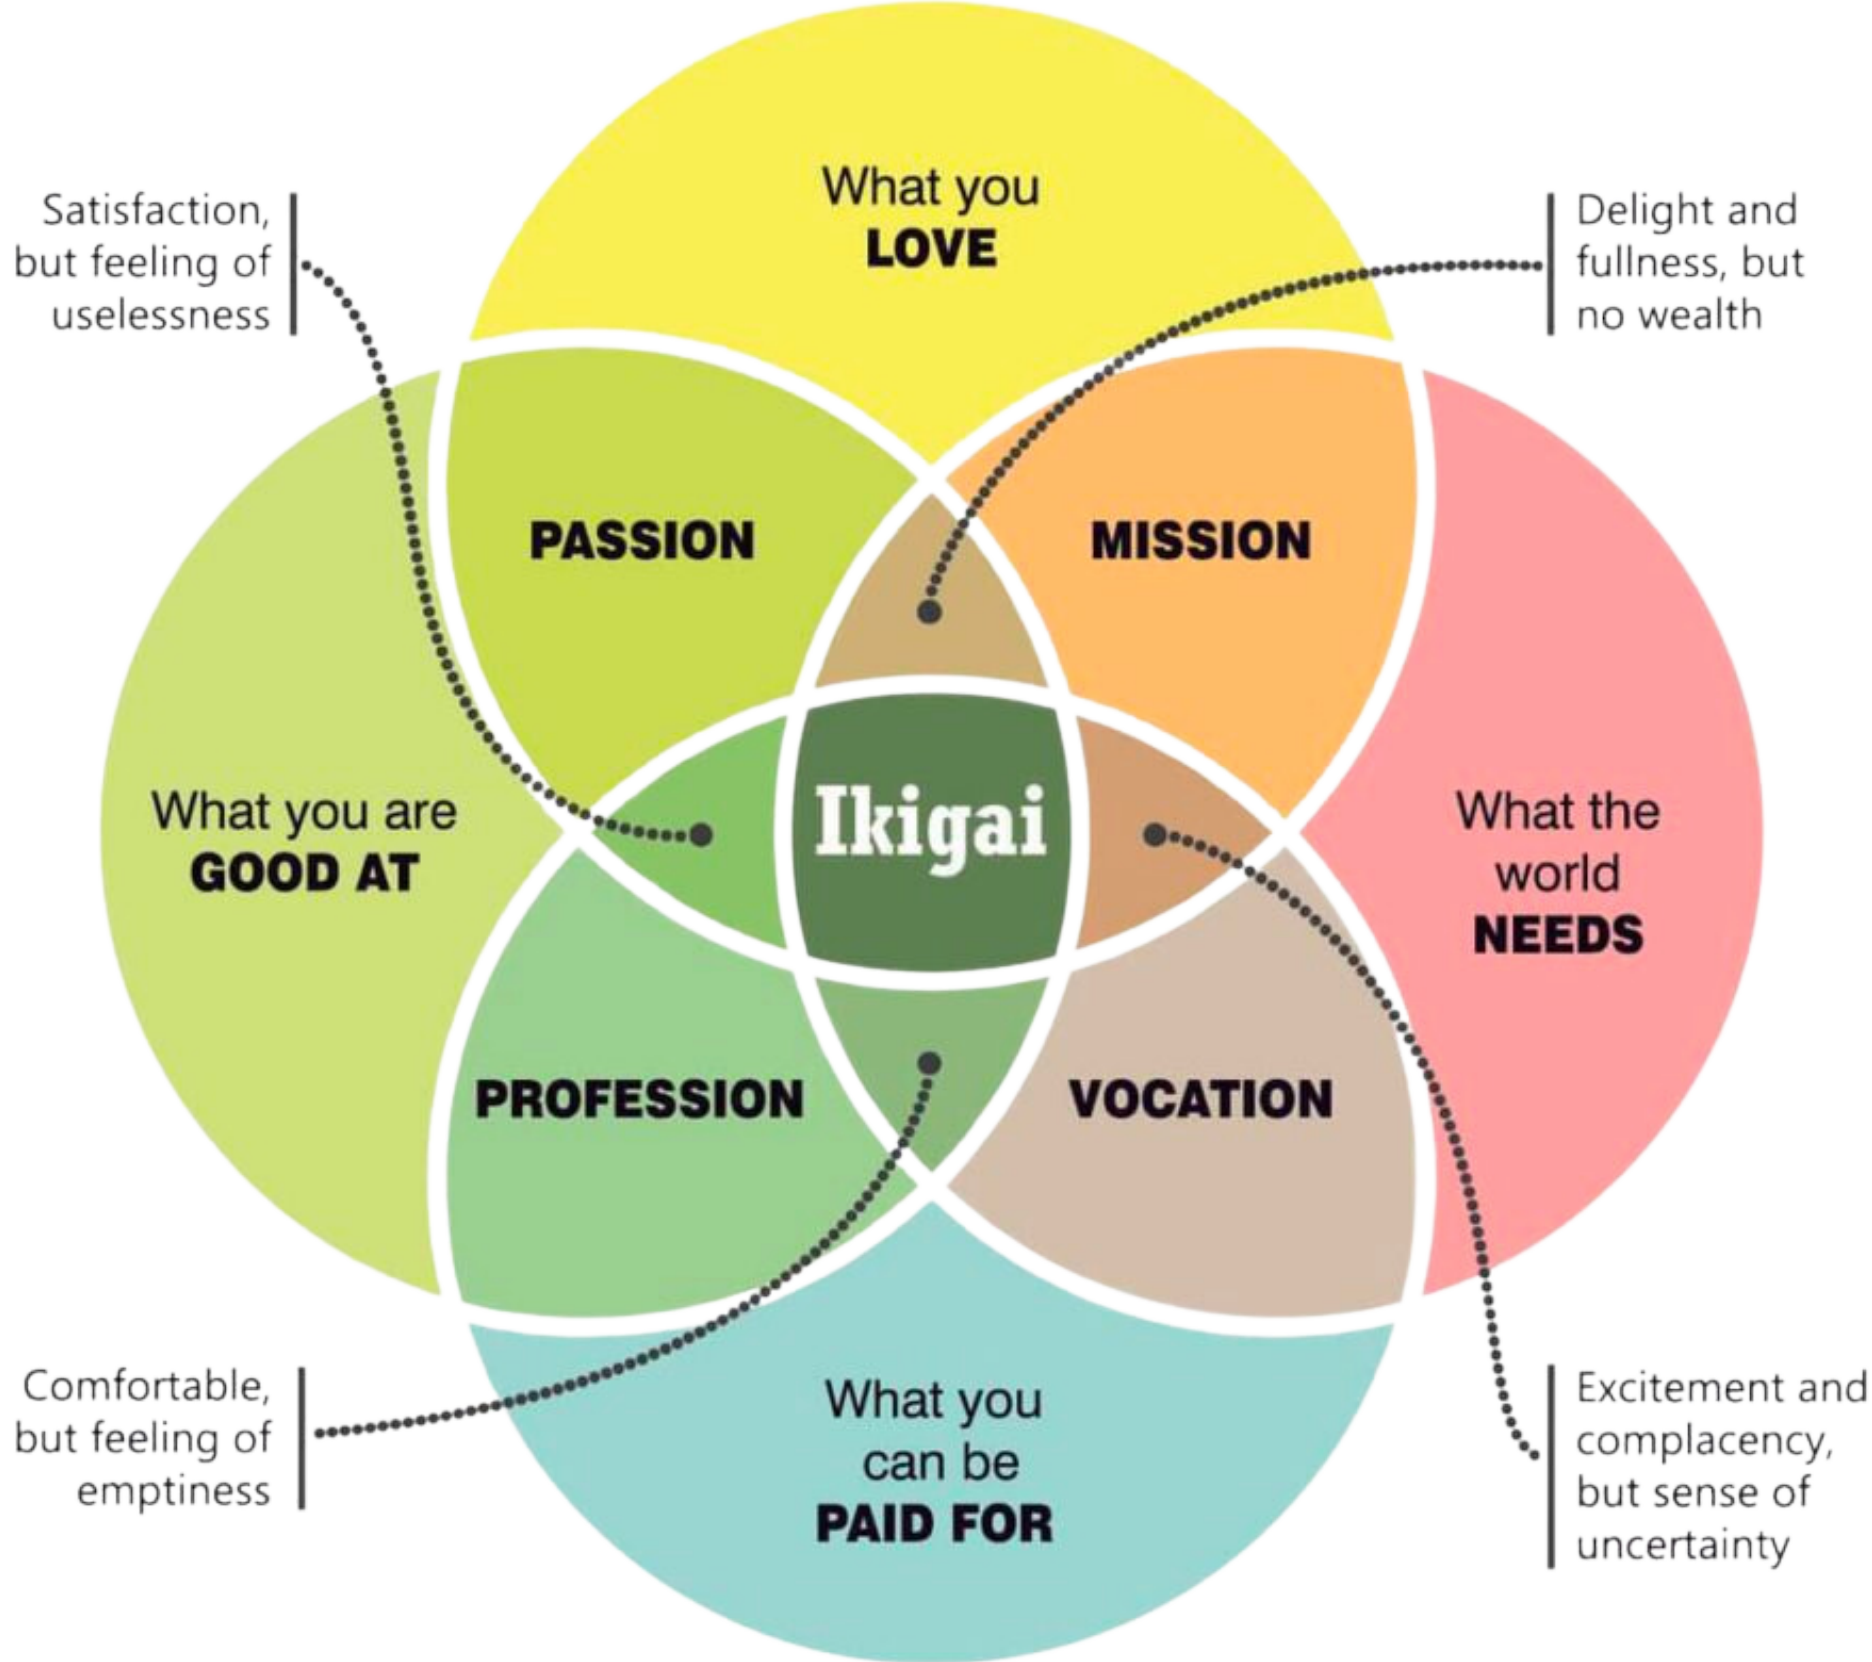 What you
LOVE
Satisfaction,
but feeling of
uselessness
Delight and
fullness, but
no wealth
PASSION
MISSION
What you are
GOOD AT
Ikigai
What the
world
NEEDS
PROFESSION
VOCATION
Comfortable,
but feeling of
emptiness
What you
can be
PAID FOR
Excitement and
complacency,
but sense of
uncertainty